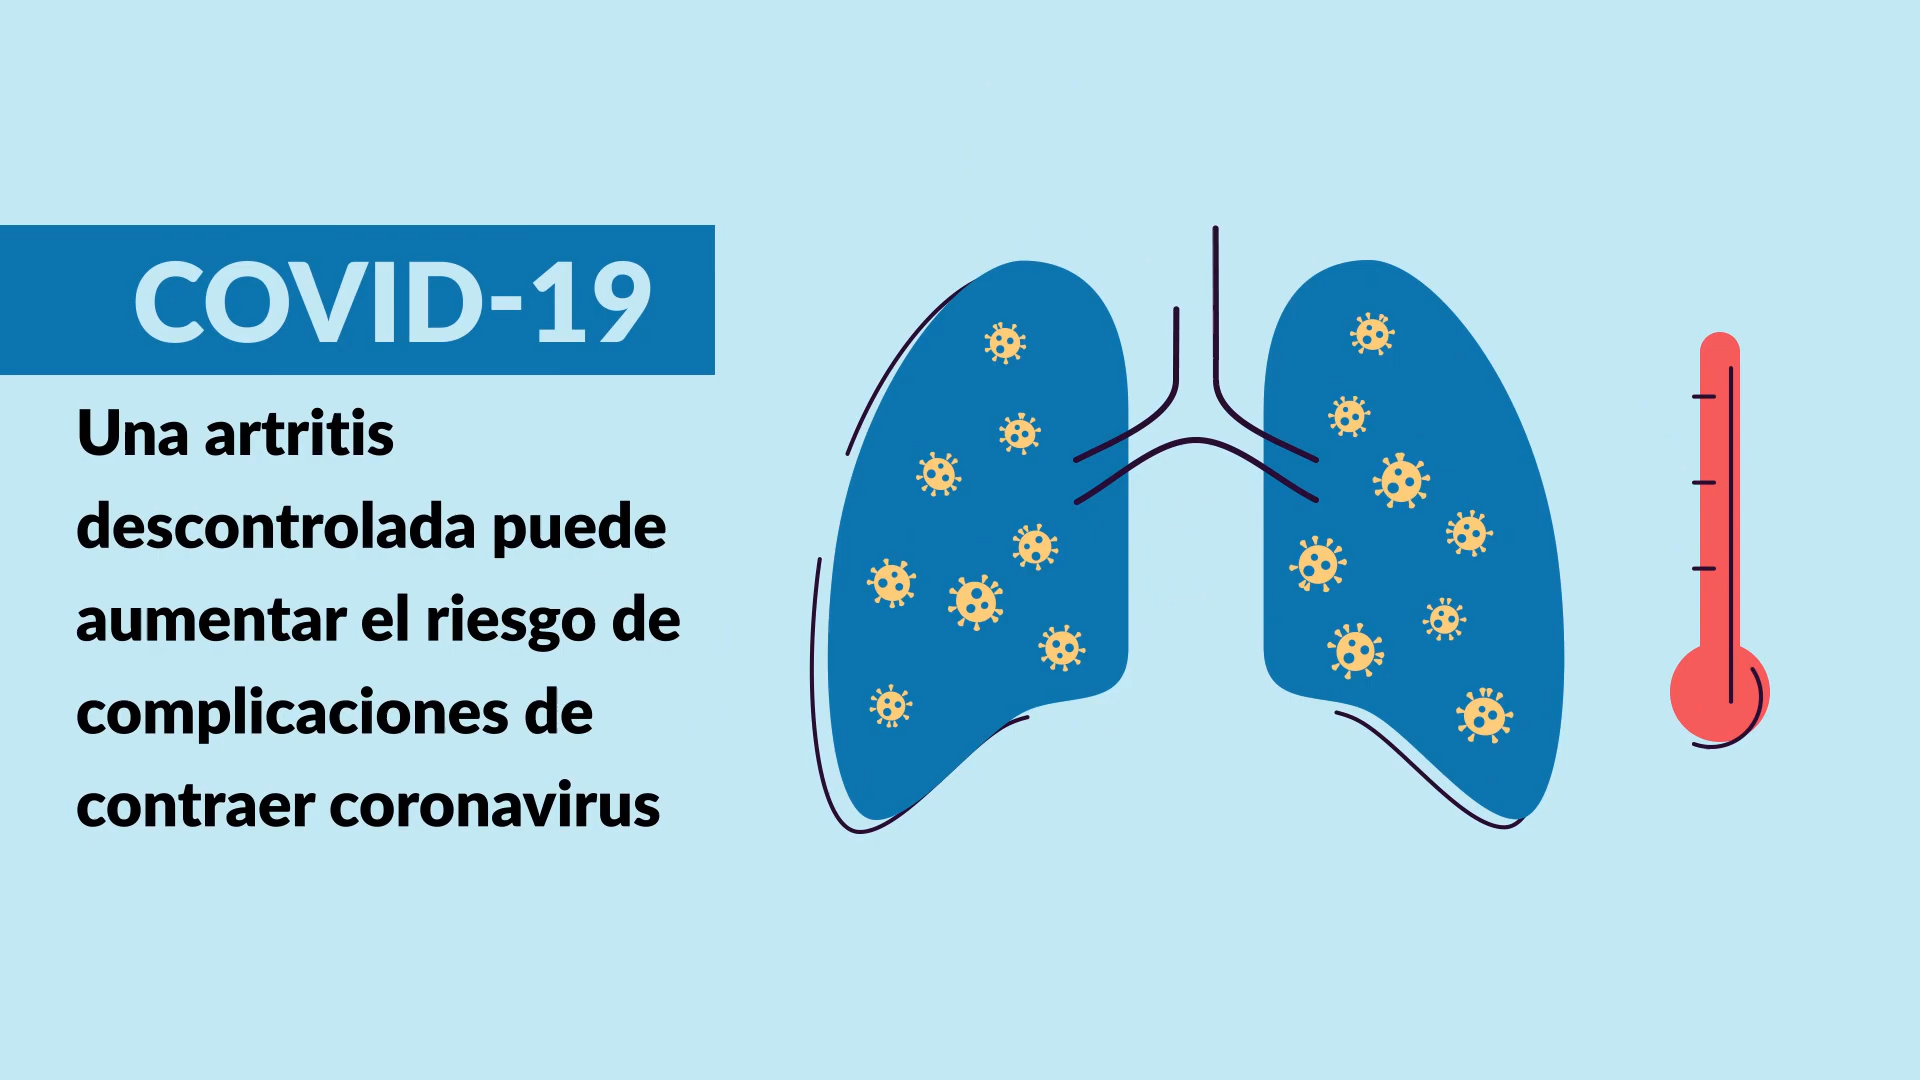 COVID-19
Una artritis
descontrolada puede
aumentar el riesgo de
complicaciones de
contraer coronavirus